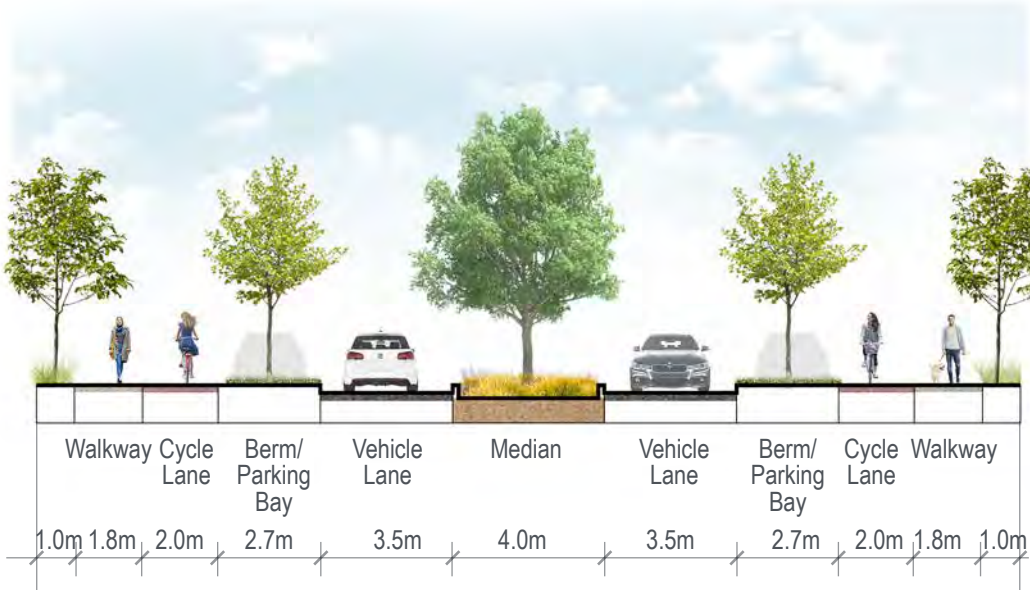 Walkway Cycle Lane
Berm/ Parking Bay
Vehicle Lane
Median
Vehicle Lane
Berm/ Parking Bay
Cycle Lane
Walkway
1.0m 1.8m 2.0m 2.7m 3.5m 4.0m 3.5m 2.7m 2.0m 1.8m 1.0m